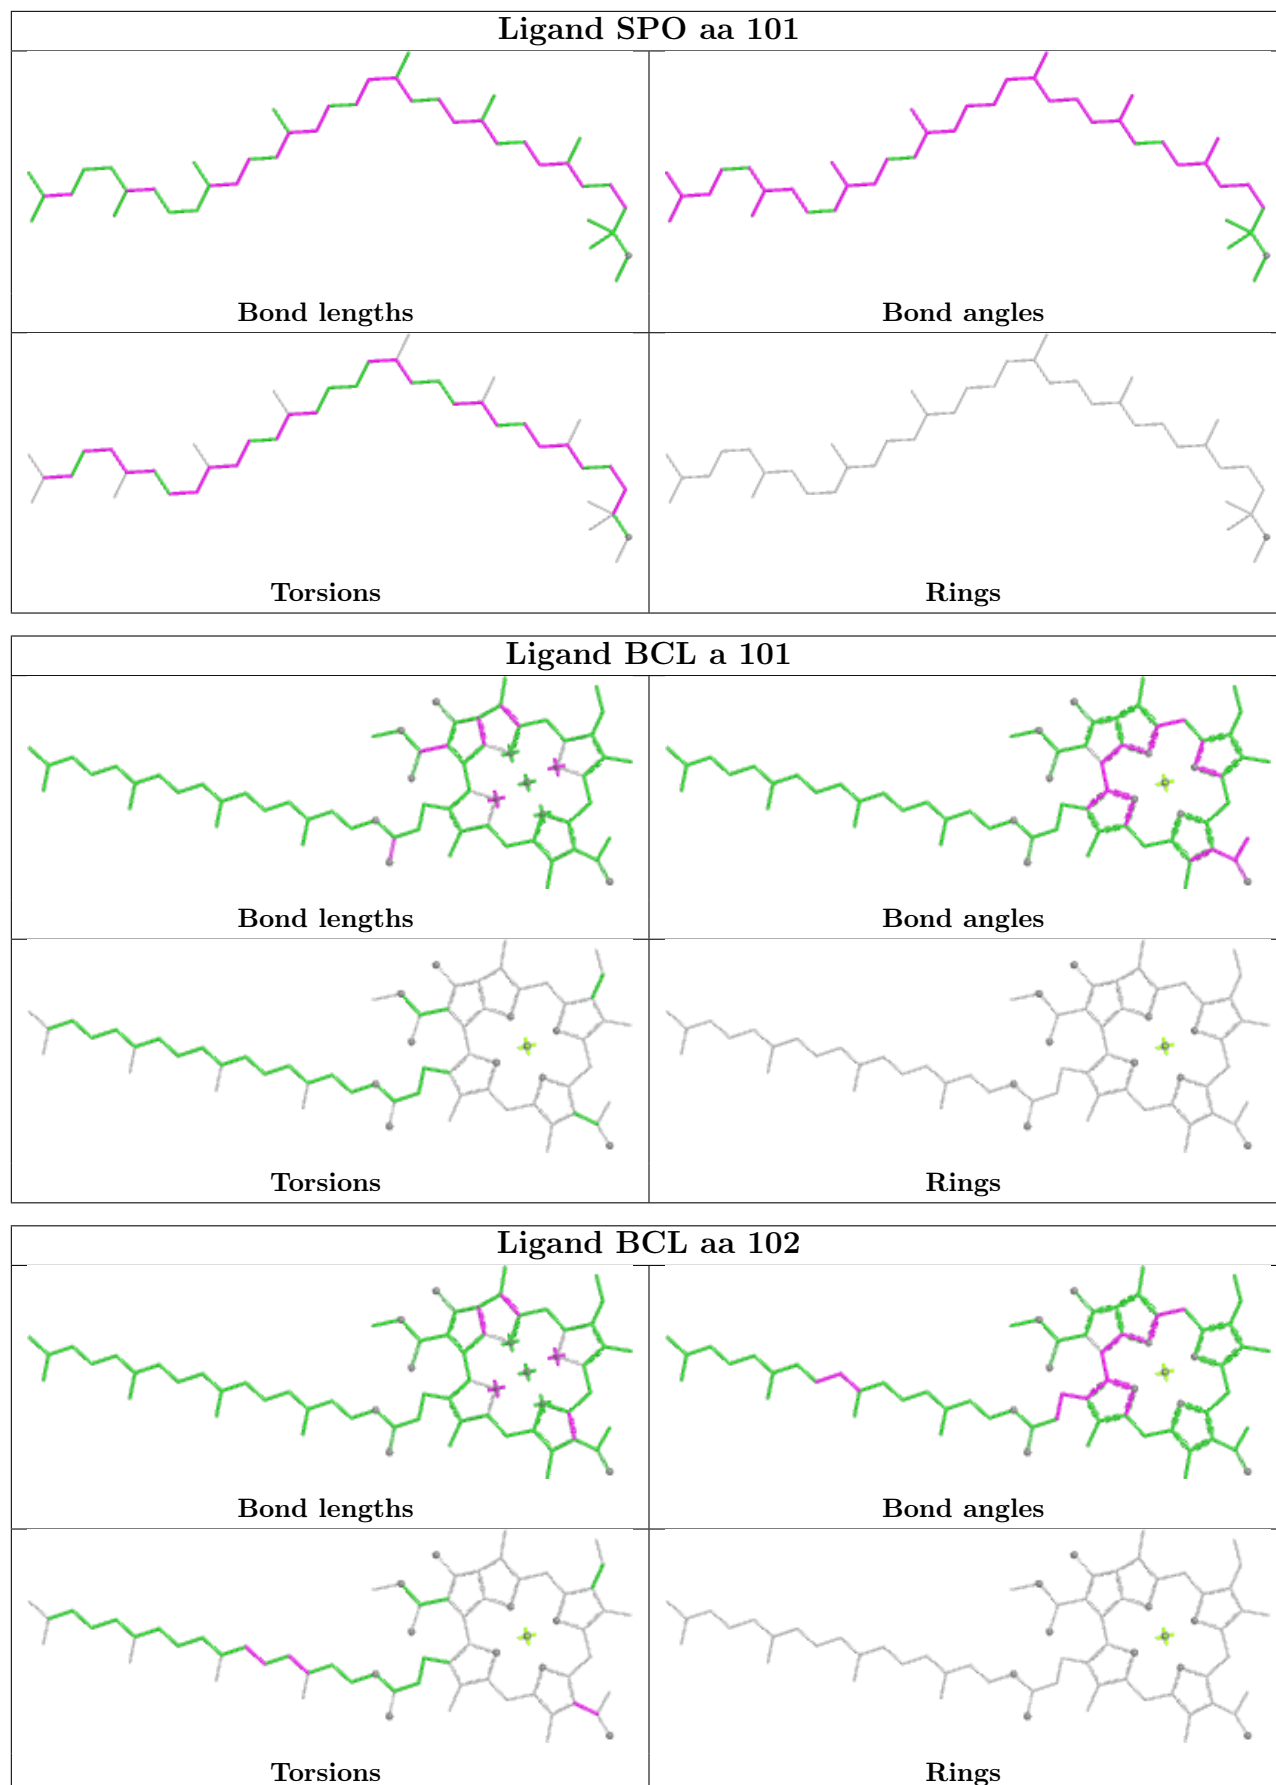 Ligand SPO aa 101
Bond lengths
Bond angles
Torsions
Rings
Ligand BCL a 101
Bond lengths
Bond angles
Torsions
Rings
Ligand BCL aa 102
Bond lengths
Bond angles
Torsions
Rings